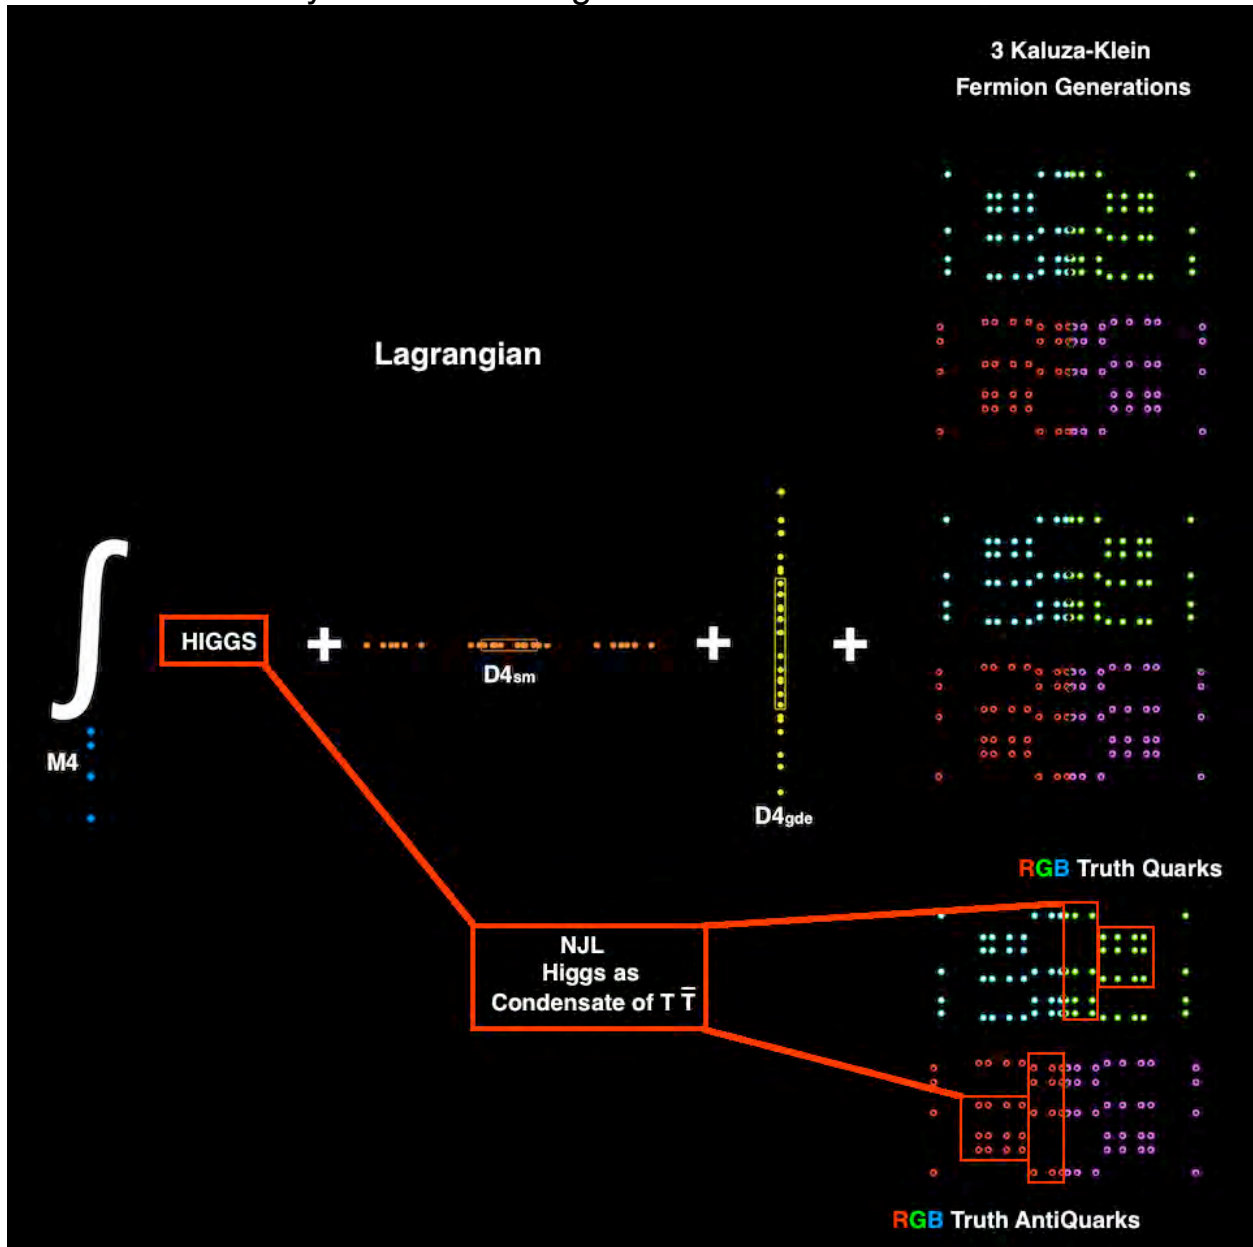 3 Kaluza-Klein
Fermion Generations
Lagrangian
∫
HIGGS
+
+
+
D4sm
M4
D4gde
RGB Truth Quarks
NJL
Higgs as
Condensate of T T̅
RGB Truth AntiQuarks